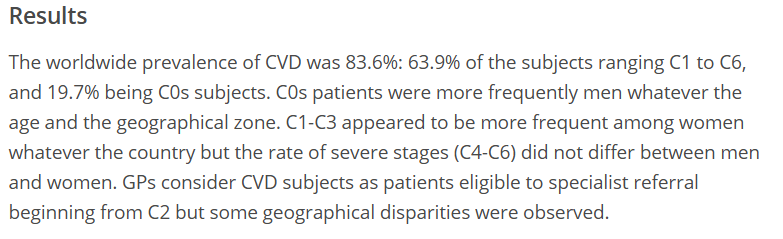 Results
The worldwide prevalence of CVD was 83.6%: 63.9% of the subjects ranging C1 to C6,
and 19.7% being C0s subjects. C0s patients were more frequently men whatever the
age and the geographical zone. C1-C3 appeared to be more frequent among women
whatever the country but the rate of severe stages (C4-C6) did not differ between men
and women. GPs consider CVD subjects as patients eligible to specialist referral
beginning from C2 but some geographical disparities were observed.